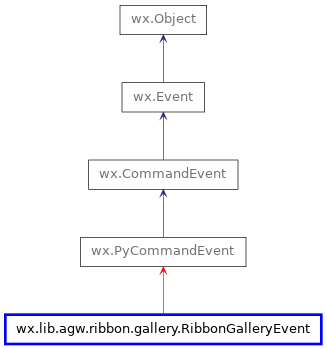 wx.Object
wx.Event
wx.CommandEvent
wx.PyCommandEvent
wx.lib.agw.ribbon.gallery.RibbonGalleryEvent